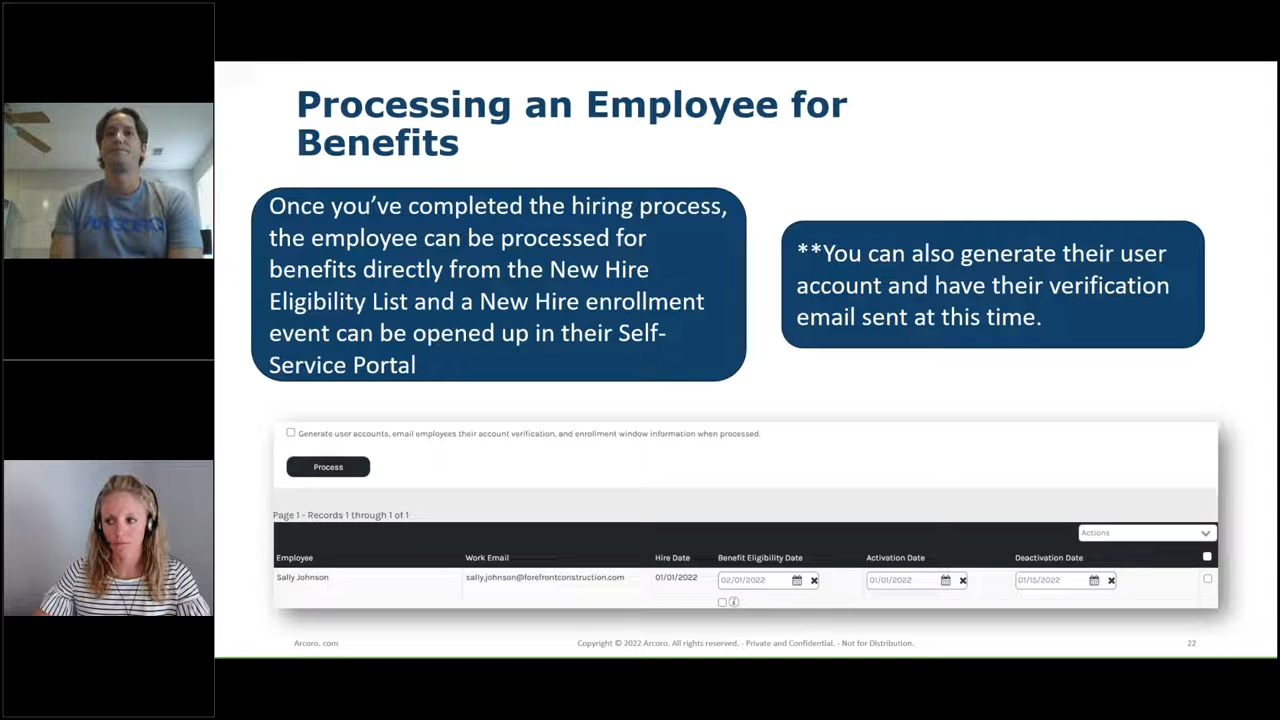 Processing an Employee for
Benefits
Once you’ve completed the hiring process,
the employee can be processed for
benefits directly from the New Hire
Eligibility List and a New Hire enrollment
event can be opened up in their Self-
Service Portal
**You can also generate their user
account and have their verification
email sent at this time.
Generate user accounts, email employees their account verification, and enrollment window information when processed.
Process
Page 1 - Records 1 through 1 of 1
Actions
Employee Work Email Hire Date Benefit Eligibility Date Activation Date Deactivation Date
Sally Johnson sally.johnson@forefrontconstruction.com 01/01/2022 02/01/2022 01/01/2022 01/15/2022
Arcoro. com Copyright © 2022 Arcoro. All rights reserved. - Private and Confidential. - Not for Distribution. 22
ARCORO